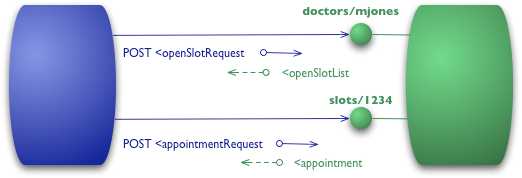 doctors/mjones
POST <openSlotRequest
<openSlotList
slots/1234
POST <appointmentRequest
<appointment